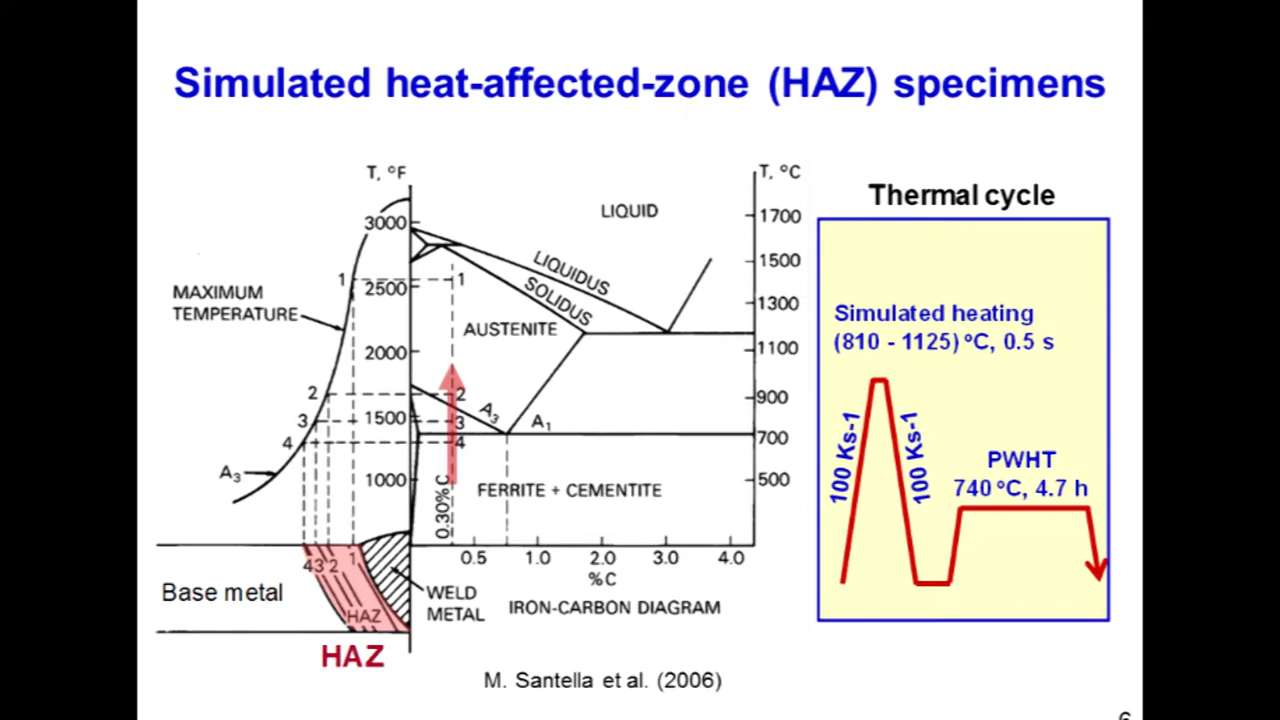 Simulated heat-affected-zone (HAZ) specimens
T, °F
3000
2500
2000
1500
1000
MAXIMUM
TEMPERATURE
1
2
3
4
A3
1
2
3
4
LIQUID
LIQUIDUS
SOLIDUS
AUSTENITE
A3
A1
0.30%C
FERRITE + CEMENTITE
T, °C
1700
1500
1300
1100
900
700
500
0.5
1.0
2.0
3.0
4.0
%C
IRON-CARBON DIAGRAM
Base metal
4 3 2 1
HAZ
WELD
METAL
HAZ
M. Santella et al. (2006)
Thermal cycle
Simulated heating
(810 - 1125) °C, 0.5 s
100 Ks-1
100 Ks-1
PWHT
740 °C, 4.7 h